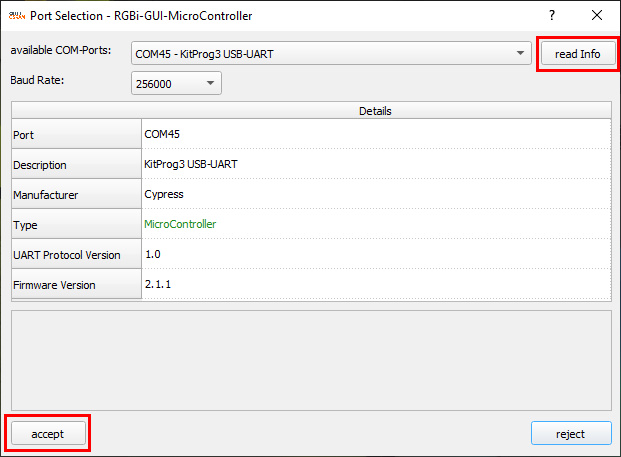 Port Selection - RGBi-GUI-MicroController
available COM-Ports: COM45 - KitProg3 USB-UART read Info
Baud Rate: 256000
Details
Port COM45
Description KitProg3 USB-UART
Manufacturer Cypress
Type MicroController
UART Protocol Version 1.0
Firmware Version 2.1.1
accept reject